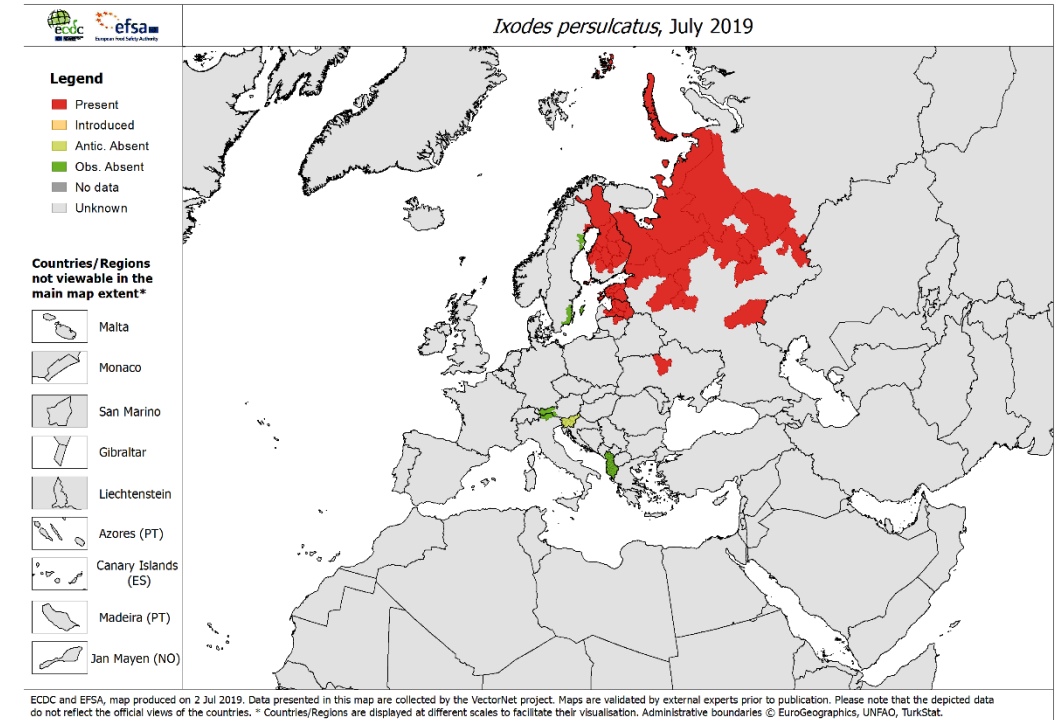 ecdc
efsa
European Food Safety Authority
Ixodes persulcatus, July 2019
Legend
Present
Introduced
Antic. Absent
Obs. Absent
No data
Unknown
Countries/Regions
not viewable in the
main map extent*
Malta
Monaco
San Marino
Gibraltar
Liechtenstein
Azores (PT)
Canary Islands
(ES)
Madeira (PT)
Jan Mayen (NO)
ECDC and EFSA, map produced on 2 Jul 2019. Data presented in this map are collected by the VectorNet project. Maps are validated by external experts prior to publication. Please note that the depicted data
do not reflect the official views of the countries. * Countries/Regions are displayed at different scales to facilitate their visualisation. Administrative boundaries © EuroGeographics, UNFAO, TurkStat.